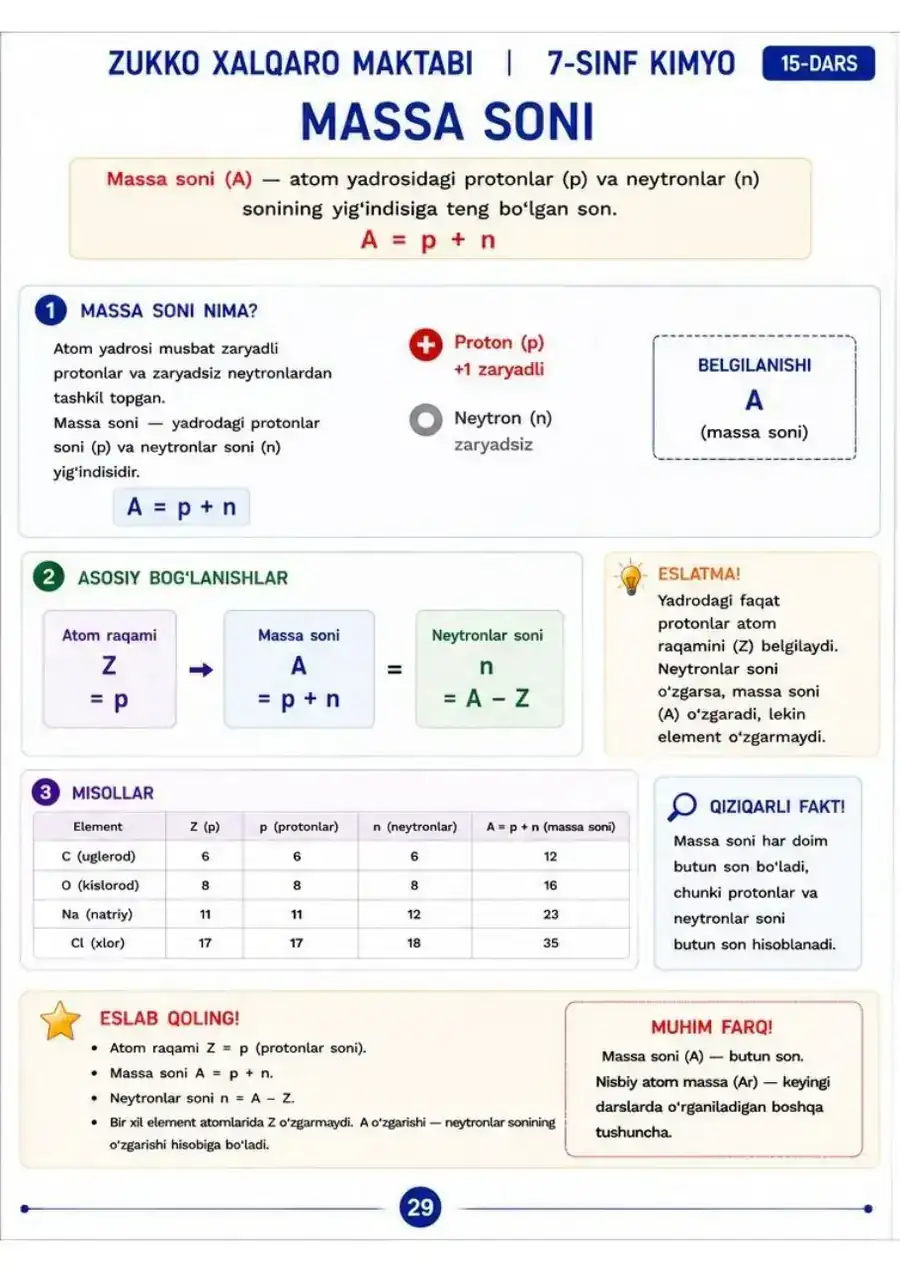 ZUKKO XALQARO MAKTABI | 7-SINF KIMYO 15-DARS
MASSA SONI
Massa soni (A) — atom yadrosidagi protonlar (p) va neytronlar (n)
sonining yig‘indisiga teng bo‘lgan son.
A = p + n
1 MASSA SONI NIMA?
Atom yadrosi musbat zaryadli
protonlar va zaryadsiz neytronlardan
tashkil topgan.
Massa soni — yadrodagi protonlar
soni (p) va neytronlar soni (n)
yig‘indisidir.
A = p + n
+ Proton (p)
+1 zaryadli
Neytron (n)
zaryadsiz
BELGILANISHI
A
(massa soni)
2 ASOSIY BOG‘LANISHLAR
Atom raqami
Z
= p
→
Massa soni
A
= p + n
=
Neytronlar soni
n
= A – Z
ESLATMA!
Yadrodagi faqat
protonlar atom
raqamini (Z) belgilaydi.
Neytronlar soni
o‘zgarsa, massa soni
(A) o‘zgaradi, lekin
element o‘zgarmaydi.
3 MISOLLAR
Element Z (p) p (protonlar) n (neytronlar) A = p + n (massa soni)
C (uglerod) 6 6 6 12
O (kislorod) 8 8 8 16
Na (natriy) 11 11 12 23
Cl (xlor) 17 17 18 35
QIZIQARLI FAKT!
Massa soni har doim
butun son bo‘ladi,
chunki protonlar va
neytronlar soni
butun son hisoblanadi.
ESLAB QOLING!
• Atom raqami Z = p (protonlar soni).
• Massa soni A = p + n.
• Neytronlar soni n = A – Z.
• Bir xil element atomlarida Z o‘zgarmaydi. A o‘zgarishi — neytronlar sonining
o‘zgarishi hisobiga bo‘ladi.
MUHIM FARQ!
Massa soni (A) — butun son.
Nisbiy atom massa (Ar) — keyingi
darslarda o‘rganiladigan boshqa
tushuncha.
29